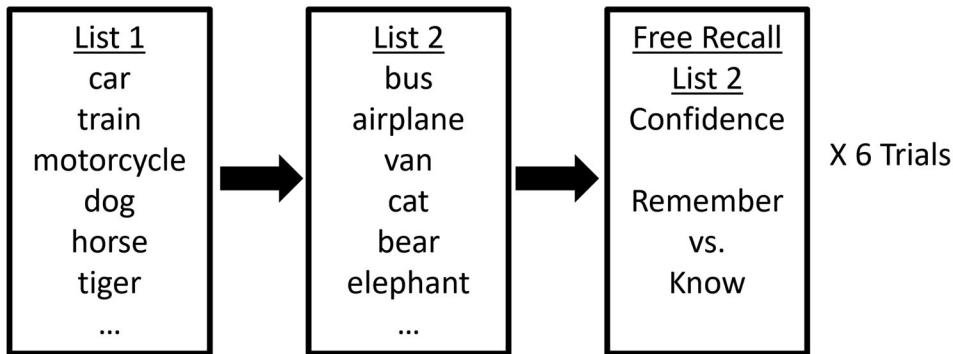 List 1
car
train
motorcycle
dog
horse
tiger
...
List 2
bus
airplane
van
cat
bear
elephant
...
Free Recall
List 2
Confidence
Remember
vs.
Know
X 6 Trials